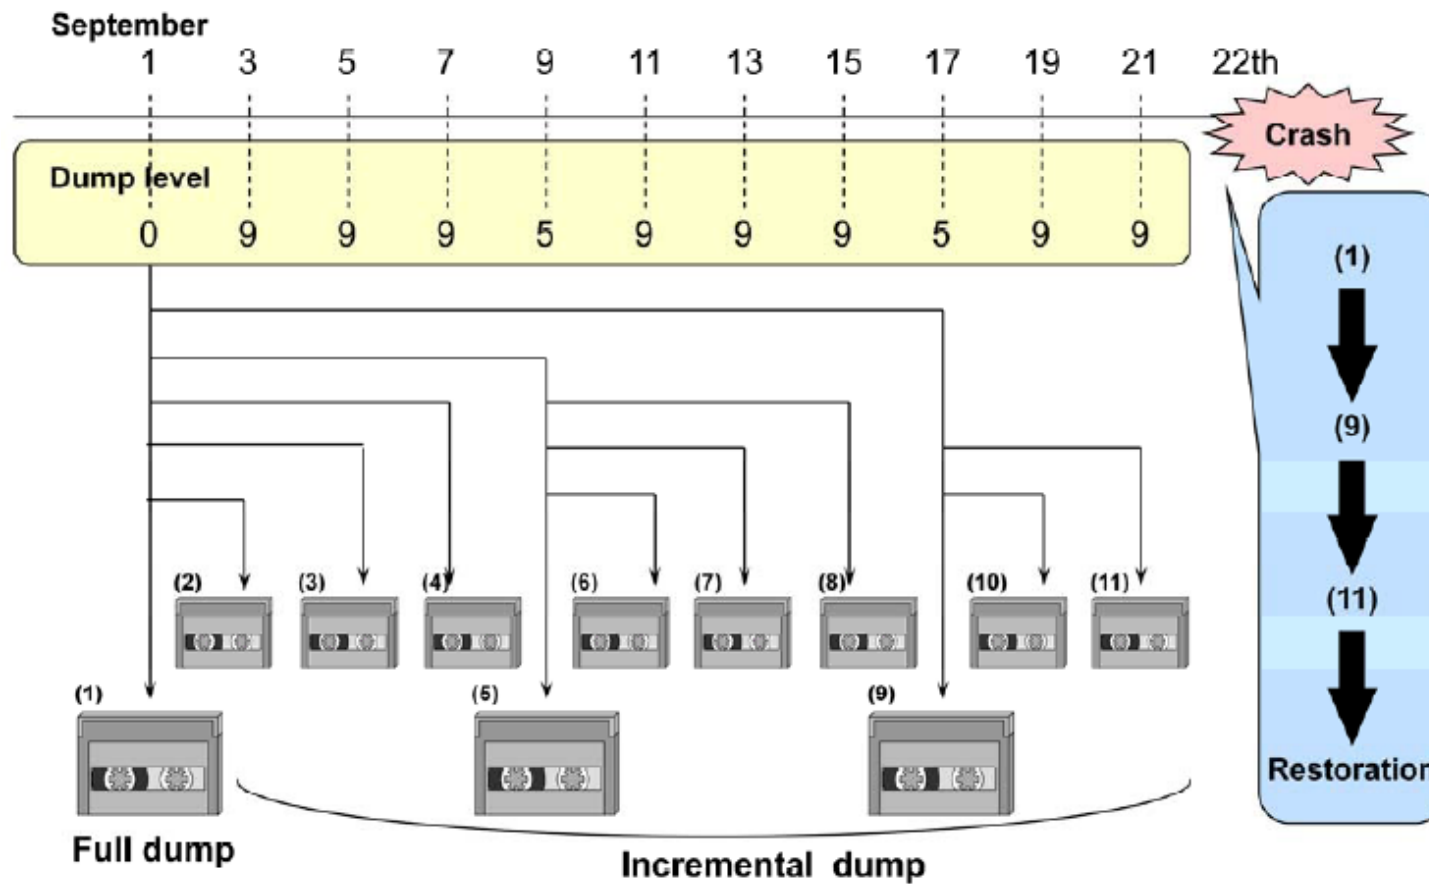 September
1 3 5 7 9 11 13 15 17 19 21 22th
Crash
Dump level
0 9 9 9 5 9 9 9 5 9 9
(1)
(9)
(11)
Restoration
(2) (3) (4) (6) (7) (8) (10) (11)
(1) (5) (9)
Full dump
Incremental dump